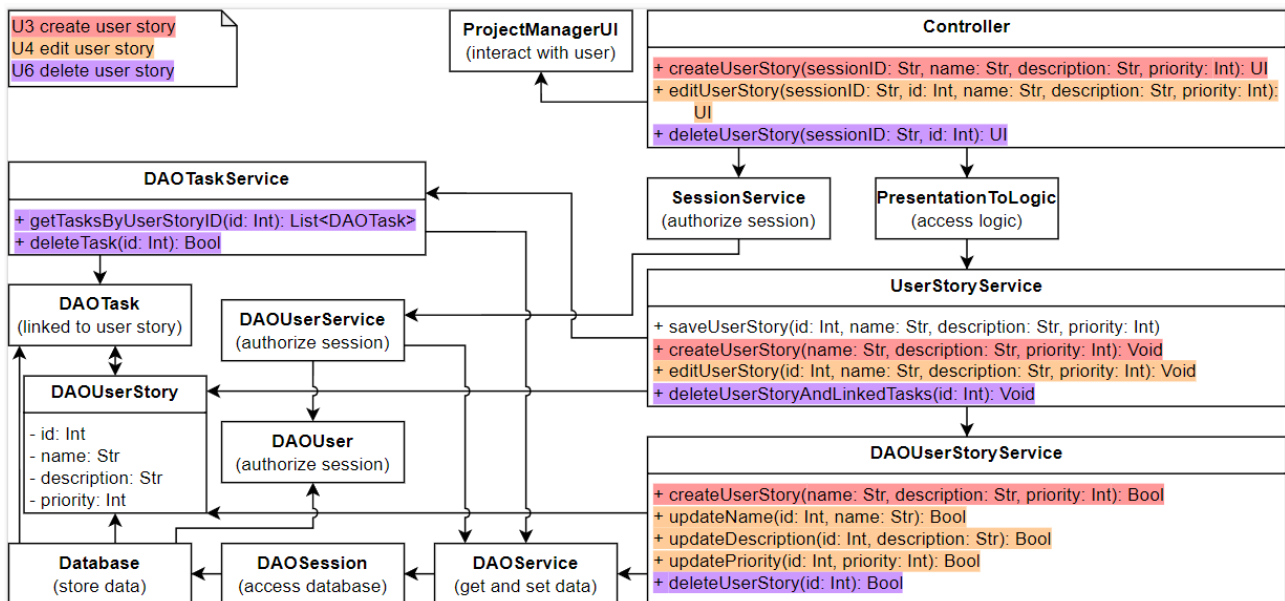 U3 create user story
U4 edit user story
U6 delete user story
ProjectManagerUI
(interact with user)
Controller
+ createUserStory(sessionID: Str, name: Str, description: Str, priority: Int): UI
+ editUserStory(sessionID: Str, id: Int, name: Str, description: Str, priority: Int):
UI
+ deleteUserStory(sessionID: Str, id: Int): UI
DAOTaskService
+ getTasksByUserStoryID(id: Int): List<DAOTask>
+ deleteTask(id: Int): Bool
SessionService
(authorize session)
PresentationToLogic
(access logic)
DAOTask
(linked to user story)
DAOUserService
(authorize session)
UserStoryService
+ saveUserStory(id: Int, name: Str, description: Str, priority: Int)
+ createUserStory(name: Str, description: Str, priority: Int): Void
+ editUserStory(id: Int, name: Str, description: Str, priority: Int): Void
+ deleteUserStoryAndLinkedTasks(id: Int): Void
DAOUserStory
- id: Int
- name: Str
- description: Str
- priority: Int
DAOUser
(authorize session)
DAOUserStoryService
+ createUserStory(name: Str, description: Str, priority: Int): Bool
+ updateName(id: Int, name: Str): Bool
+ updateDescription(id: Int, description: Str): Bool
+ updatePriority(id: Int, priority: Int): Bool
+ deleteUserStory(id: Int): Bool
Database
(store data)
DAOSession
(access database)
DAOService
(get and set data)